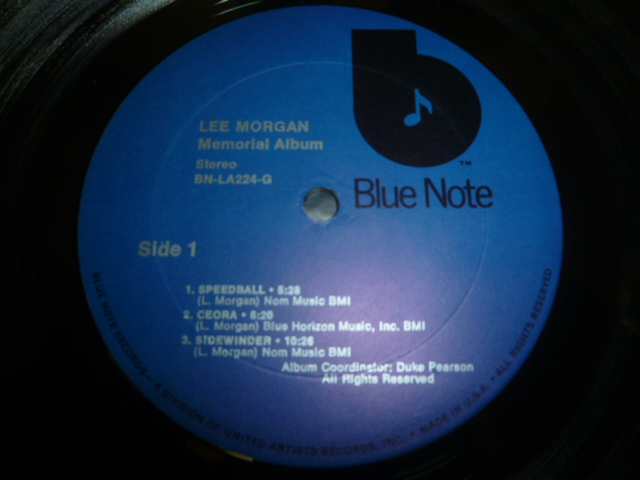 LEE MORGAN
Memorial Album
Stereo
BN-LA224-G
b
™
Blue Note
Side 1
1. SPEEDBALL • 5:28
(L. Morgan) Nom Music BMI
2. CEORA • 6:20
(L. Morgan) Blue Horizon Music, Inc. BMI
3. SIDEWINDER • 10:26
(L. Morgan) Nom Music BMI
Album Coordinator: Duke Pearson
All Rights Reserved
BLUE NOTE RECORDS—A DIVISION OF UNITED ARTISTS RECORDS, INC. • MADE IN U.S.A. • ALL RIGHTS RESERVED